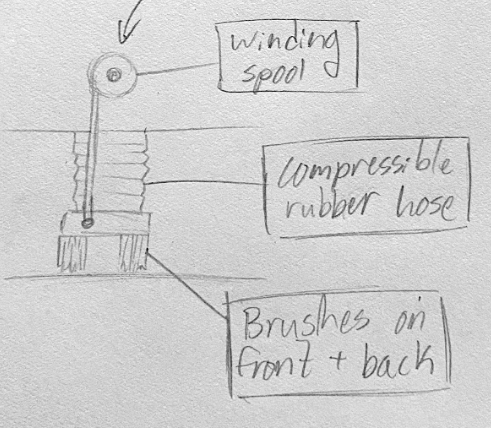 winding
spool
compressible
rubber hose
Brushes on
front + back